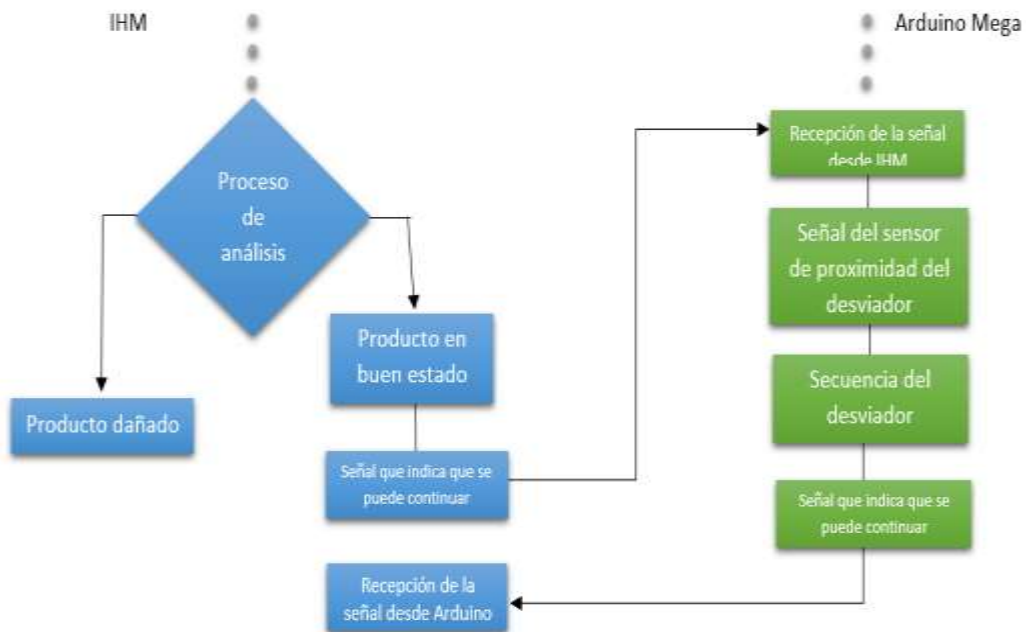 IHM
Arduino Mega
Proceso
de
análisis
Producto dañado
Producto en
buen estado
Señal que indica que se
puede continuar
Recepción de la
señal desde Arduino
Recepción de la señal
desde IHM
Señal del sensor
de proximidad del
desviador
Secuencia del
desviador
Señal que indica que se
puede continuar